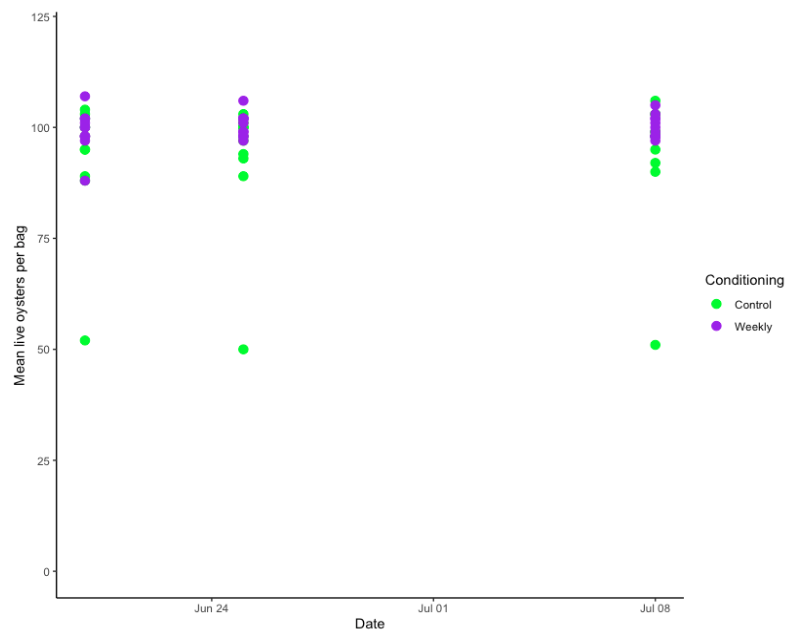 125
100
75
50
25
0
Mean live oysters per bag
Jun 24
Jul 01
Jul 08
Date
Conditioning
Control
Weekly